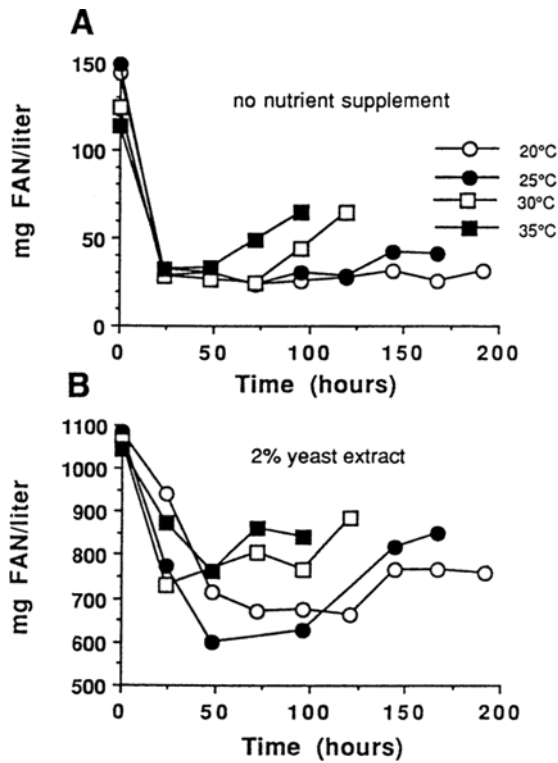 A
mg FAN/liter
150
100
50
0
no nutrient supplement
20°C
25°C
30°C
35°C
0 50 100 150 200
Time (hours)
B
mg FAN/liter
1100
1000
900
800
700
600
500
2% yeast extract
0 50 100 150 200
Time (hours)